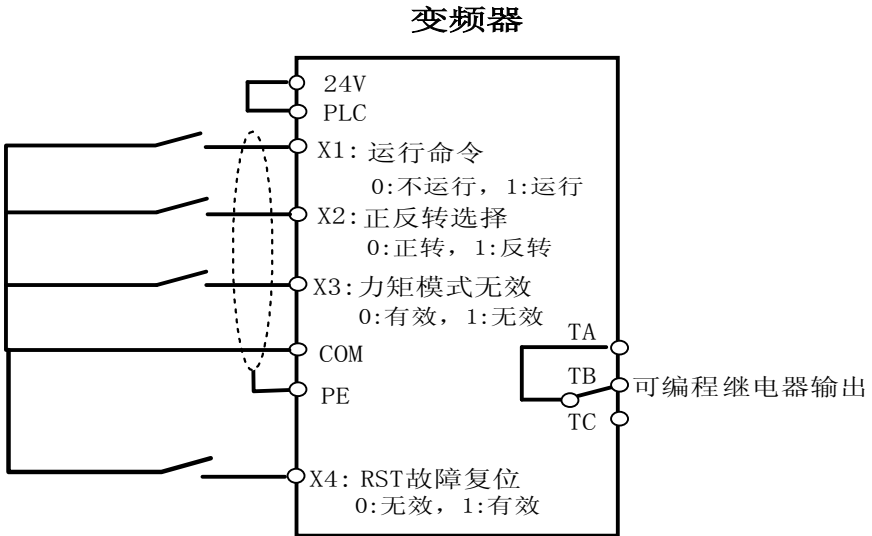 变频器
24V
PLC
X1: 运行命令
0:不运行，1:运行
X2: 正反转选择
0:正转，1:反转
X3: 力矩模式无效
0:有效，1:无效
COM
PE
TA
TB
可编程继电器输出
TC
X4: RST故障复位
0:无效，1:有效